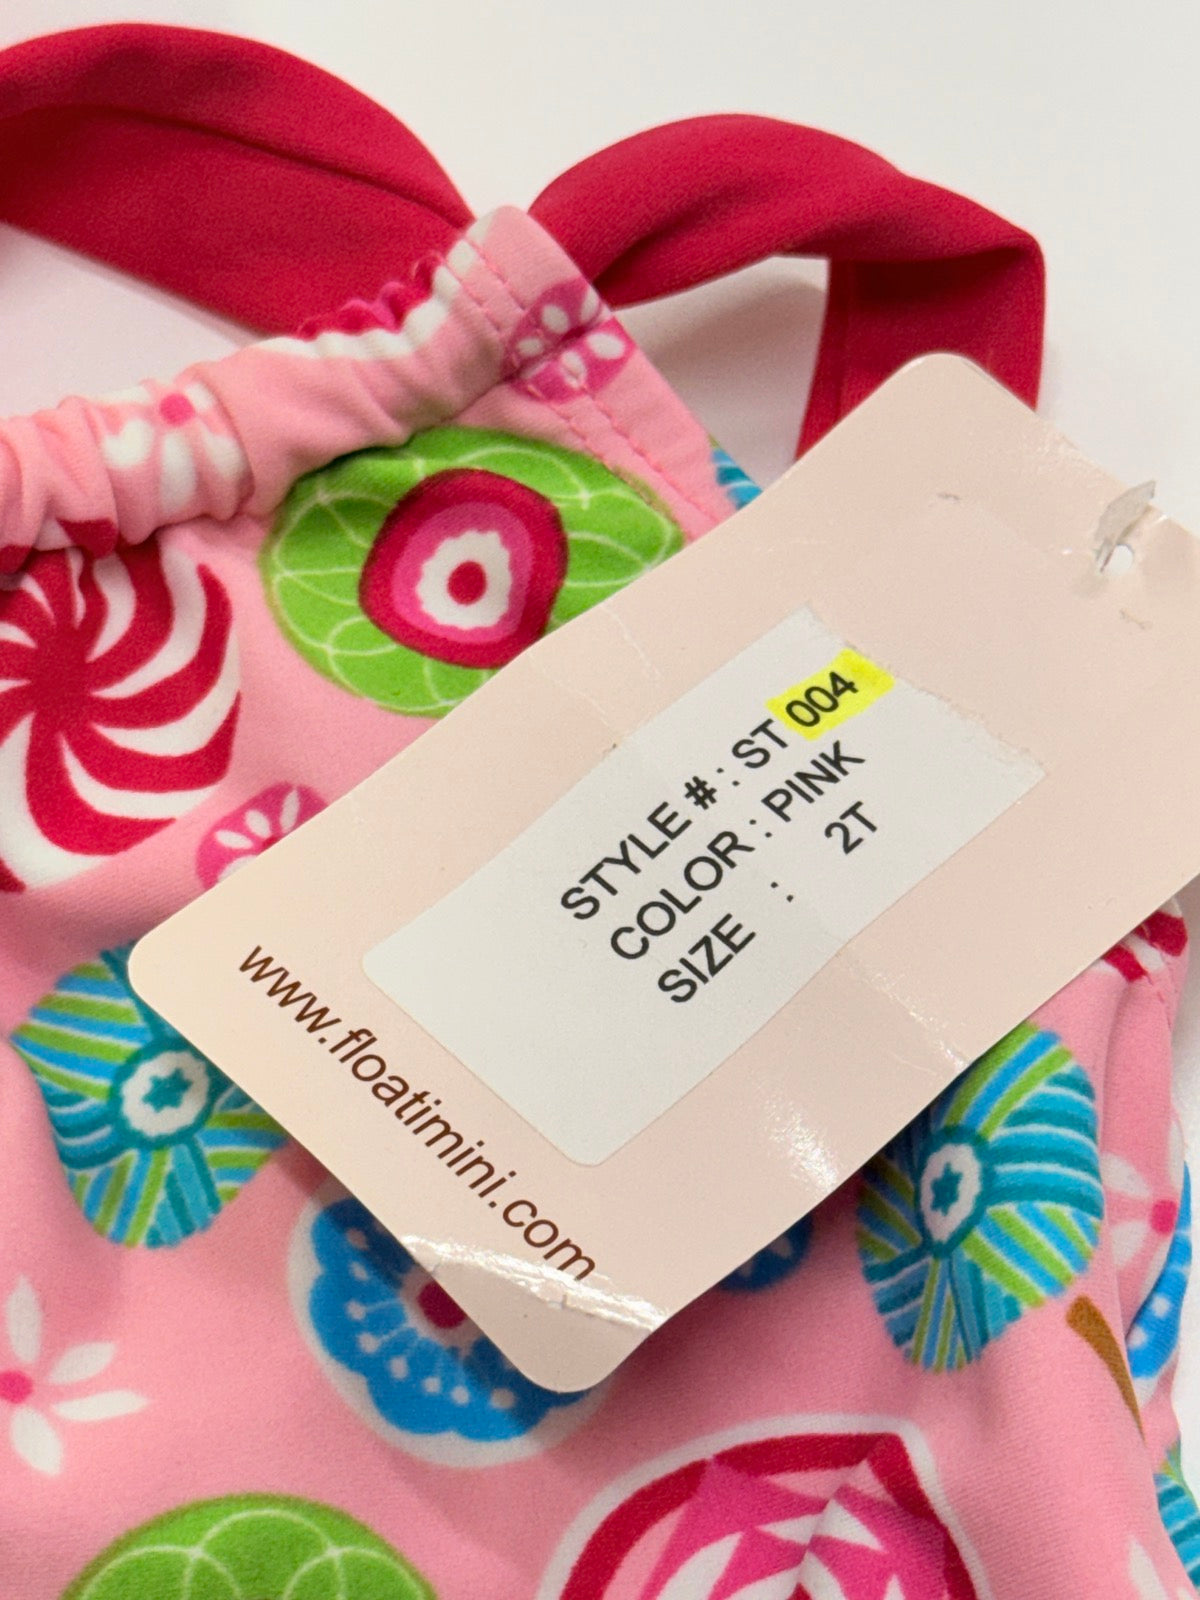 STYLE #: ST 004
COLOR : PINK
SIZE : 2T
www.floatimini.com